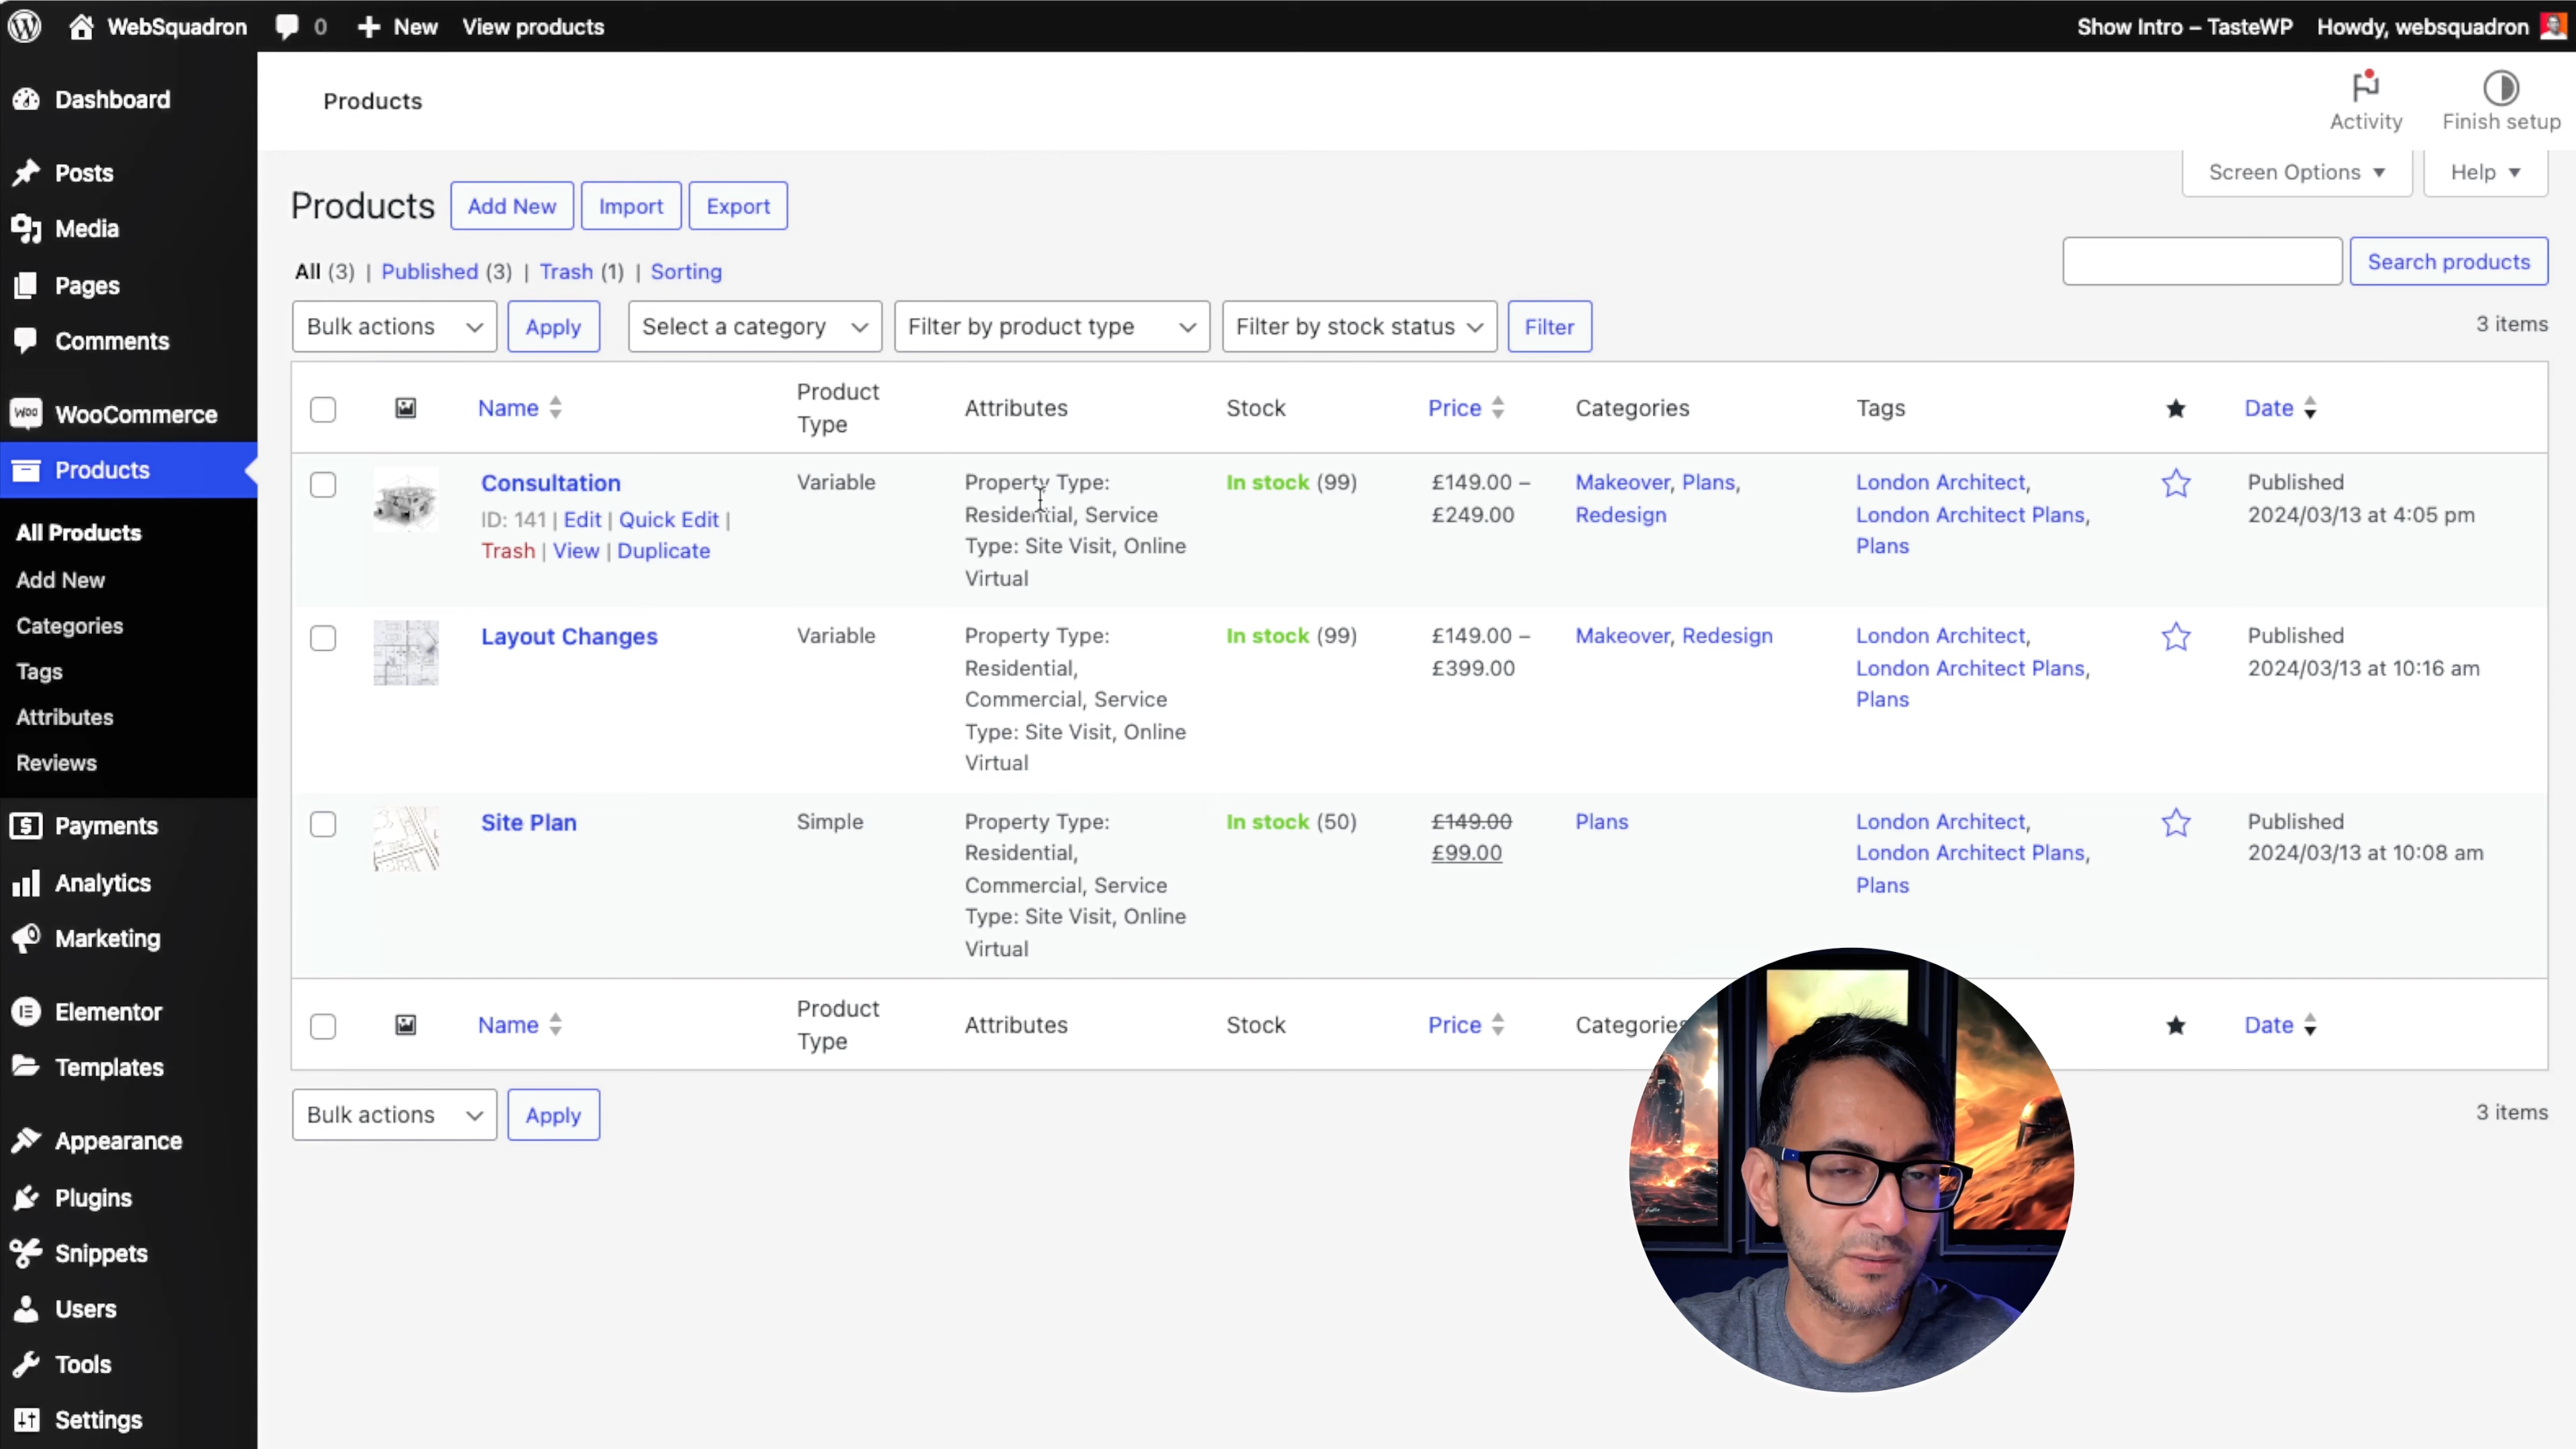 WebSquadron 0 New View products Show Intro – TasteWP Howdy, websquadron
Dashboard
Posts
Media
Pages
Comments
Woo WooCommerce
Products
All Products
Add New
Categories
Tags
Attributes
Reviews
Payments
Analytics
Marketing
Elementor
Templates
Appearance
Plugins
Snippets
Users
Tools
Settings
Products
Activity Finish setup
Screen Options Help
Products Add New Import Export
All (3) | Published (3) | Trash (1) | Sorting
Search products
Bulk actions Apply Select a category Filter by product type Filter by stock status Filter 3 items
Name Product Type Attributes Stock Price Categories Tags Date
Consultation Variable Property Type: In stock (99) £149.00 – Makeover, Plans, London Architect, Published
ID: 141 | Edit | Quick Edit | Residential, Service £249.00 Redesign London Architect Plans, 2024/03/13 at 4:05 pm
Trash | View | Duplicate Type: Site Visit, Online Plans
Virtual
Layout Changes Variable Property Type: In stock (99) £149.00 – Makeover, Redesign London Architect, Published
Residential, £399.00 London Architect Plans, 2024/03/13 at 10:16 am
Commercial, Service Plans
Type: Site Visit, Online
Virtual
Site Plan Simple Property Type: In stock (50) £149.00 Plans London Architect, Published
Residential, £99.00 London Architect Plans, 2024/03/13 at 10:08 am
Commercial, Service Plans
Type: Site Visit, Online
Virtual
Name Product Type Attributes Stock Price Categories Date
Bulk actions Apply 3 items